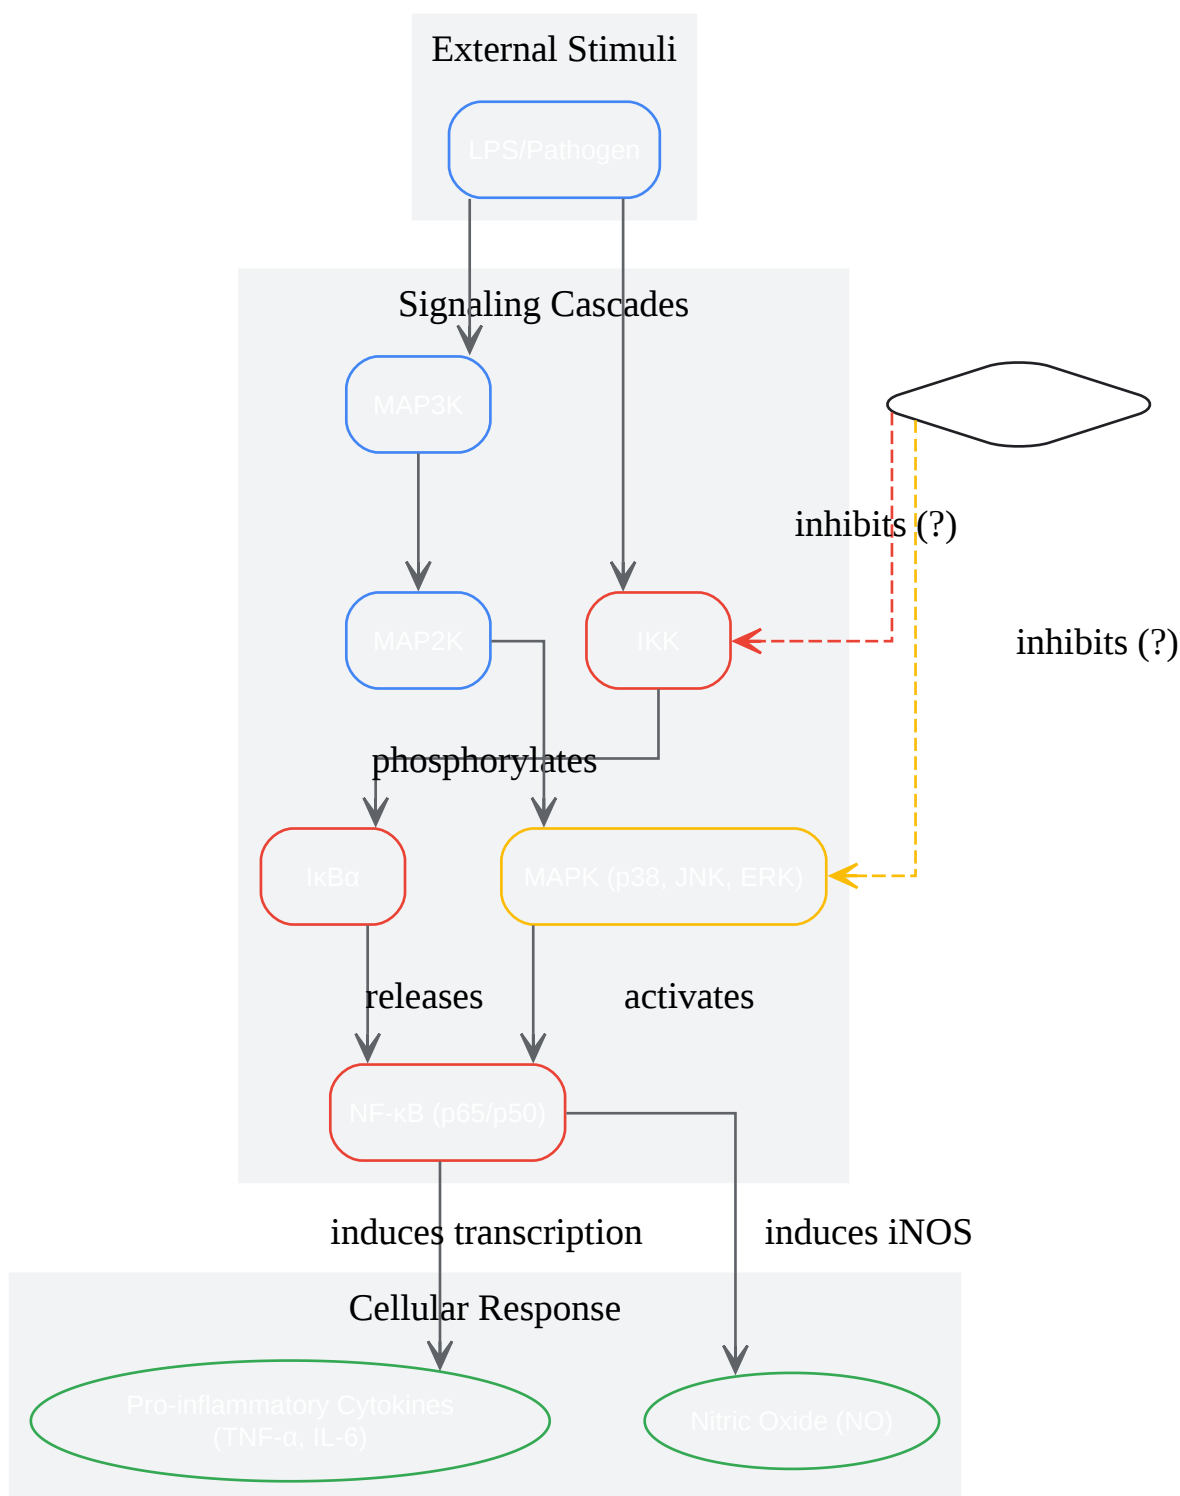 External Stimuli
LPS/Pathogen
Signaling Cascades
MAP3K
inhibits (?)
MAP2K
IKK
inhibits (?)
phosphorylates
IκBα
MAPK (p38, JNK, ERK)
releases
activates
NF-κB (p65/p50)
induces transcription
induces iNOS
Cellular Response
Pro-inflammatory Cytokines
(TNF-α, IL-6)
Nitric Oxide (NO)